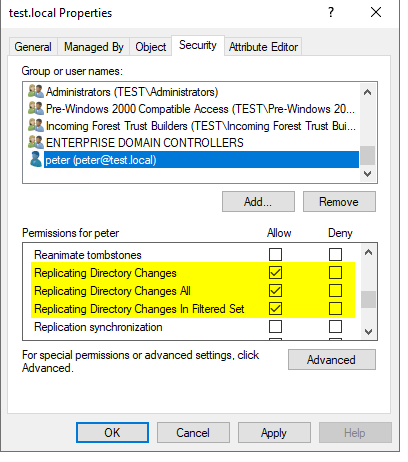 test.local Properties
?
General
Managed By
Object
Security
Attribute Editor
Group or user names:
Administrators (TEST\Administrators)
Pre-Windows 2000 Compatible Access (TEST\Pre-Windows 20...
Incoming Forest Trust Builders (TEST\Incoming Forest Trust Bui...
ENTERPRISE DOMAIN CONTROLLERS
peter (peter@test.local)
Add...
Remove
Permissions for peter
Allow
Deny
Reanimate tombstones
Replicating Directory Changes
Replicating Directory Changes All
Replicating Directory Changes In Filtered Set
Replication synchronization
For special permissions or advanced settings, click
Advanced.
Advanced
OK
Cancel
Apply
Help